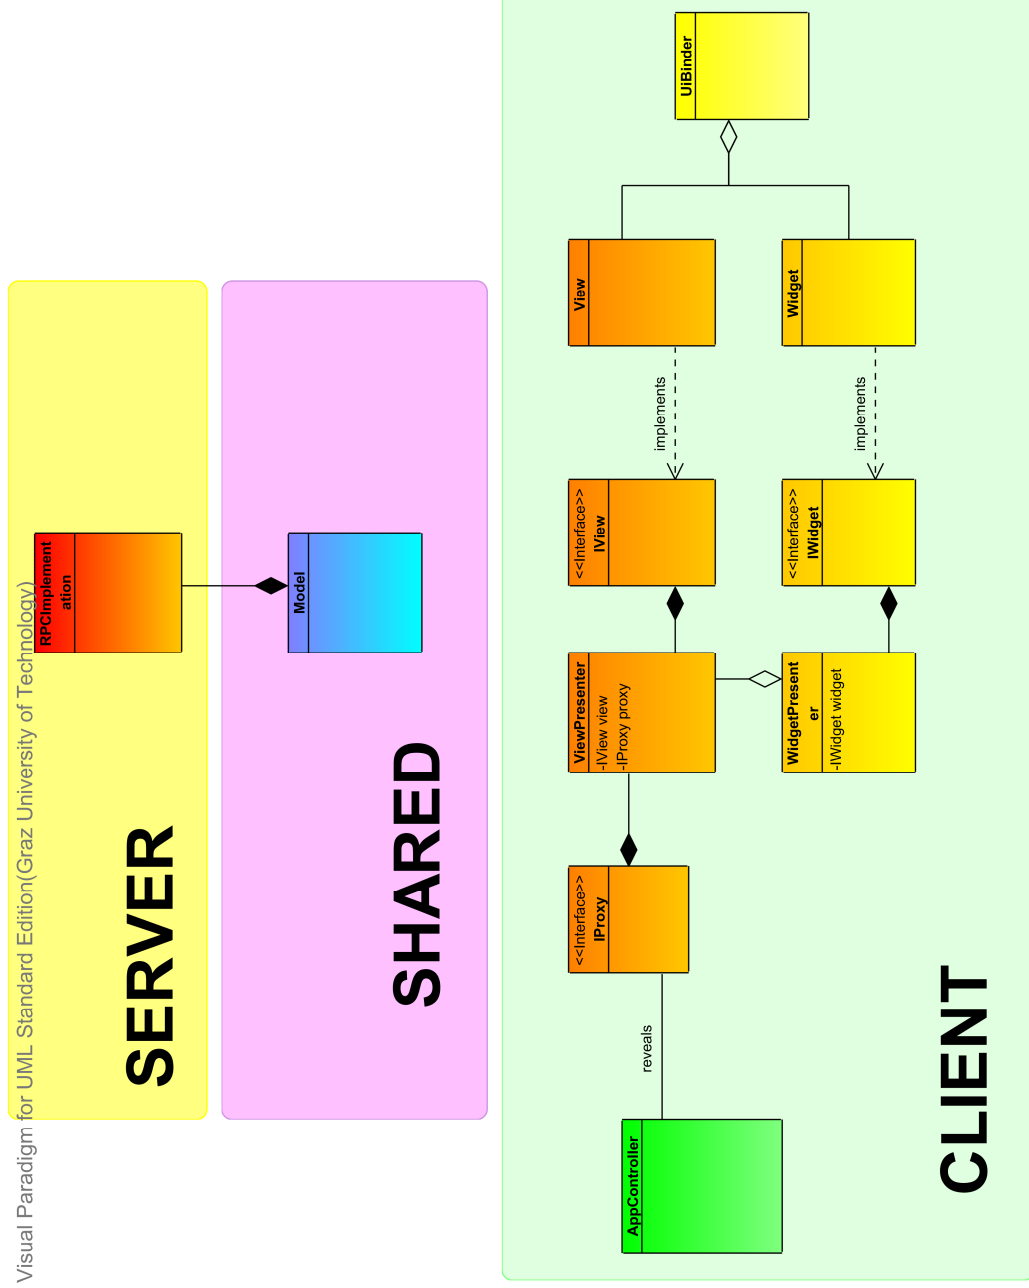 Visual Paradigm for UML Standard Edition(Graz University of Technology)
SERVER
RPCImplement
ation
SHARED
Model
CLIENT
AppController
reveals
<<Interface>>
IProxy
ViewPresenter
-IView view
-IProxy proxy
<<Interface>>
IView
implements
View
WidgetPresent
er
-IWidget widget
<<Interface>>
IWidget
implements
Widget
UiBinder